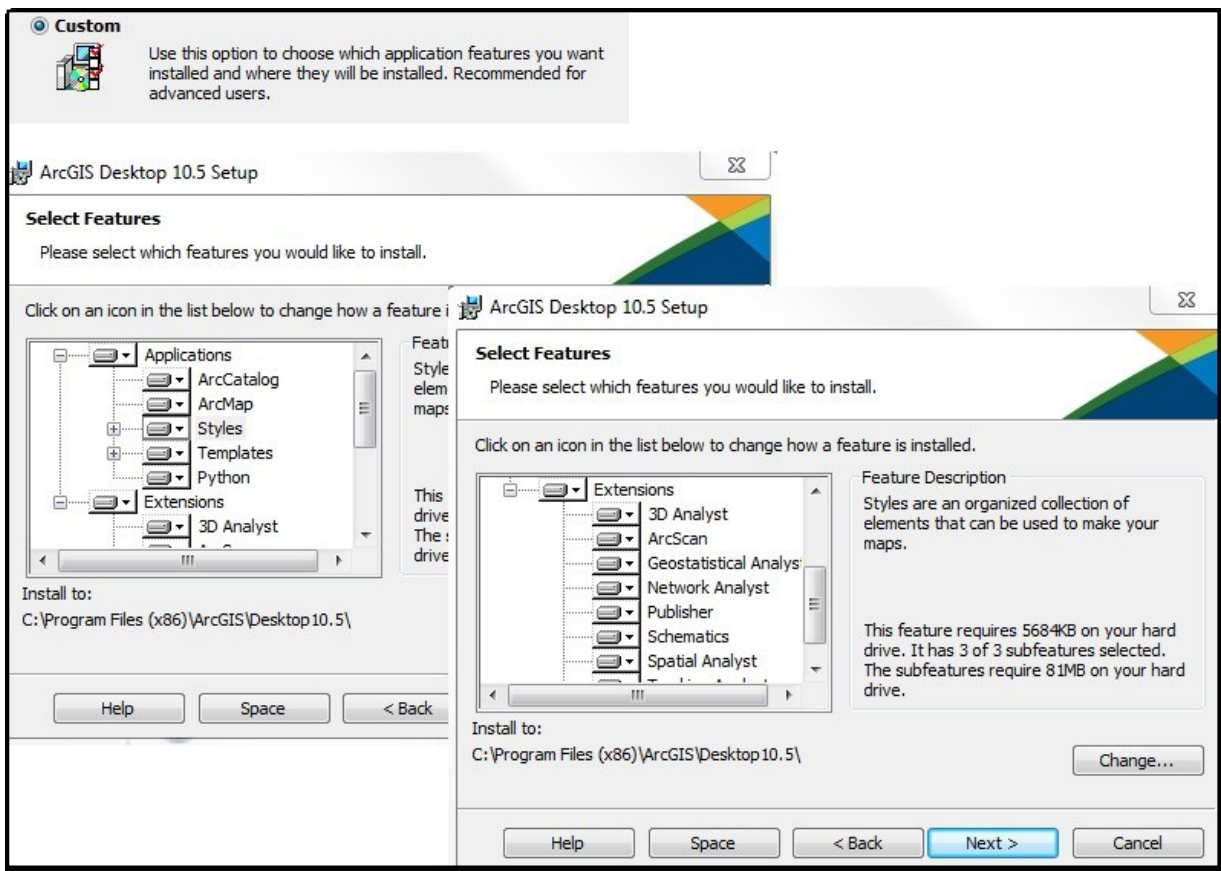 Custom
Use this option to choose which application features you want
installed and where they will be installed. Recommended for
advanced users.
ArcGIS Desktop 10.5 Setup
Select Features
Please select which features you would like to install.
Click on an icon in the list below to change how a feature i
Applications
ArcCatalog
ArcMap
Styles
Templates
Python
Extensions
3D Analyst
Featu
Style
elem
maps
This
drive
The s
drive
Install to:
C:\Program Files (x86)\ArcGIS\Desktop10.5\
Help
Space
< Back
ArcGIS Desktop 10.5 Setup
Select Features
Please select which features you would like to install.
Click on an icon in the list below to change how a feature is installed.
Extensions
3D Analyst
ArcScan
Geostatistical Analys
Network Analyst
Publisher
Schematics
Spatial Analyst
Feature Description
Styles are an organized collection of
elements that can be used to make your
maps.
This feature requires 5684KB on your hard
drive. It has 3 of 3 subfeatures selected.
The subfeatures require 81MB on your hard
drive.
Install to:
C:\Program Files (x86)\ArcGIS\Desktop10.5\
Change...
Help
Space
< Back
Next >
Cancel